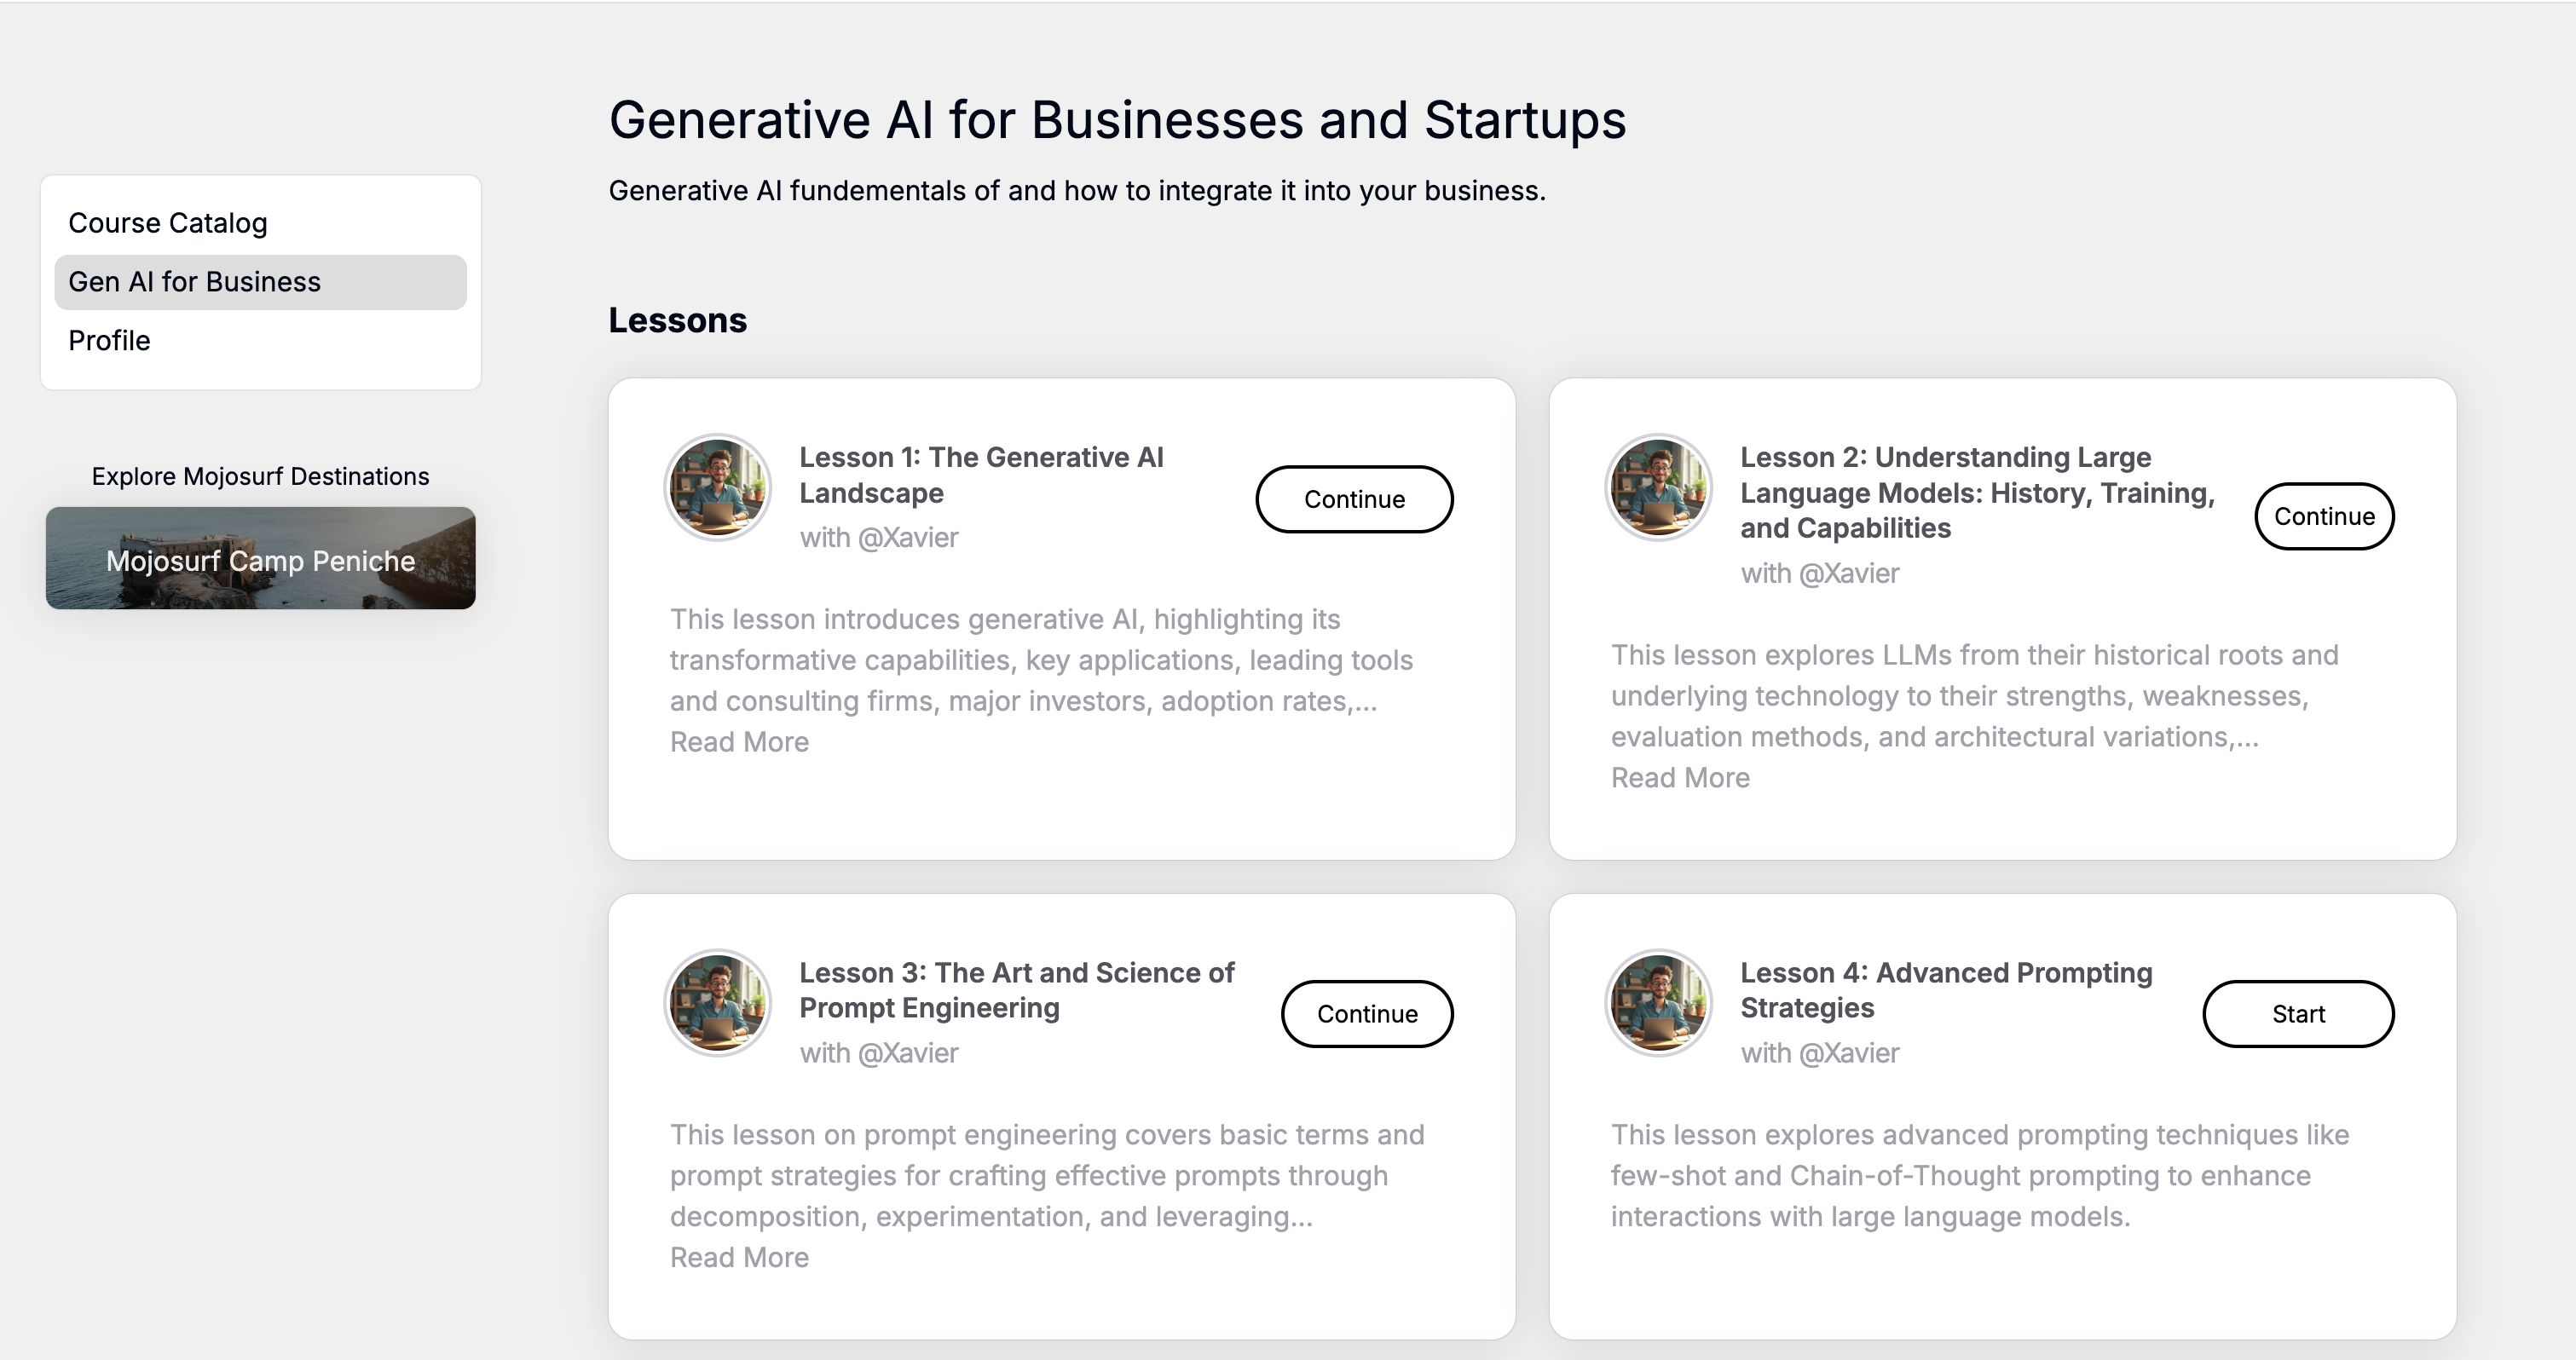 Generative AI for Businesses and Startups
Generative AI fundementals of and how to integrate it into your business.
Course Catalog
Gen AI for Business
Profile
Explore Mojosurf Destinations
Mojosurf Camp Peniche
Lessons
Lesson 1: The Generative AI
Landscape
with @Xavier
Continue
This lesson introduces generative AI, highlighting its
transformative capabilities, key applications, leading tools
and consulting firms, major investors, adoption rates,...
Read More
Lesson 2: Understanding Large
Language Models: History, Training,
and Capabilities
with @Xavier
Continue
This lesson explores LLMs from their historical roots and
underlying technology to their strengths, weaknesses,
evaluation methods, and architectural variations,...
Read More
Lesson 3: The Art and Science of
Prompt Engineering
with @Xavier
Continue
This lesson on prompt engineering covers basic terms and
prompt strategies for crafting effective prompts through
decomposition, experimentation, and leveraging...
Read More
Lesson 4: Advanced Prompting
Strategies
with @Xavier
Start
This lesson explores advanced prompting techniques like
few-shot and Chain-of-Thought prompting to enhance
interactions with large language models.